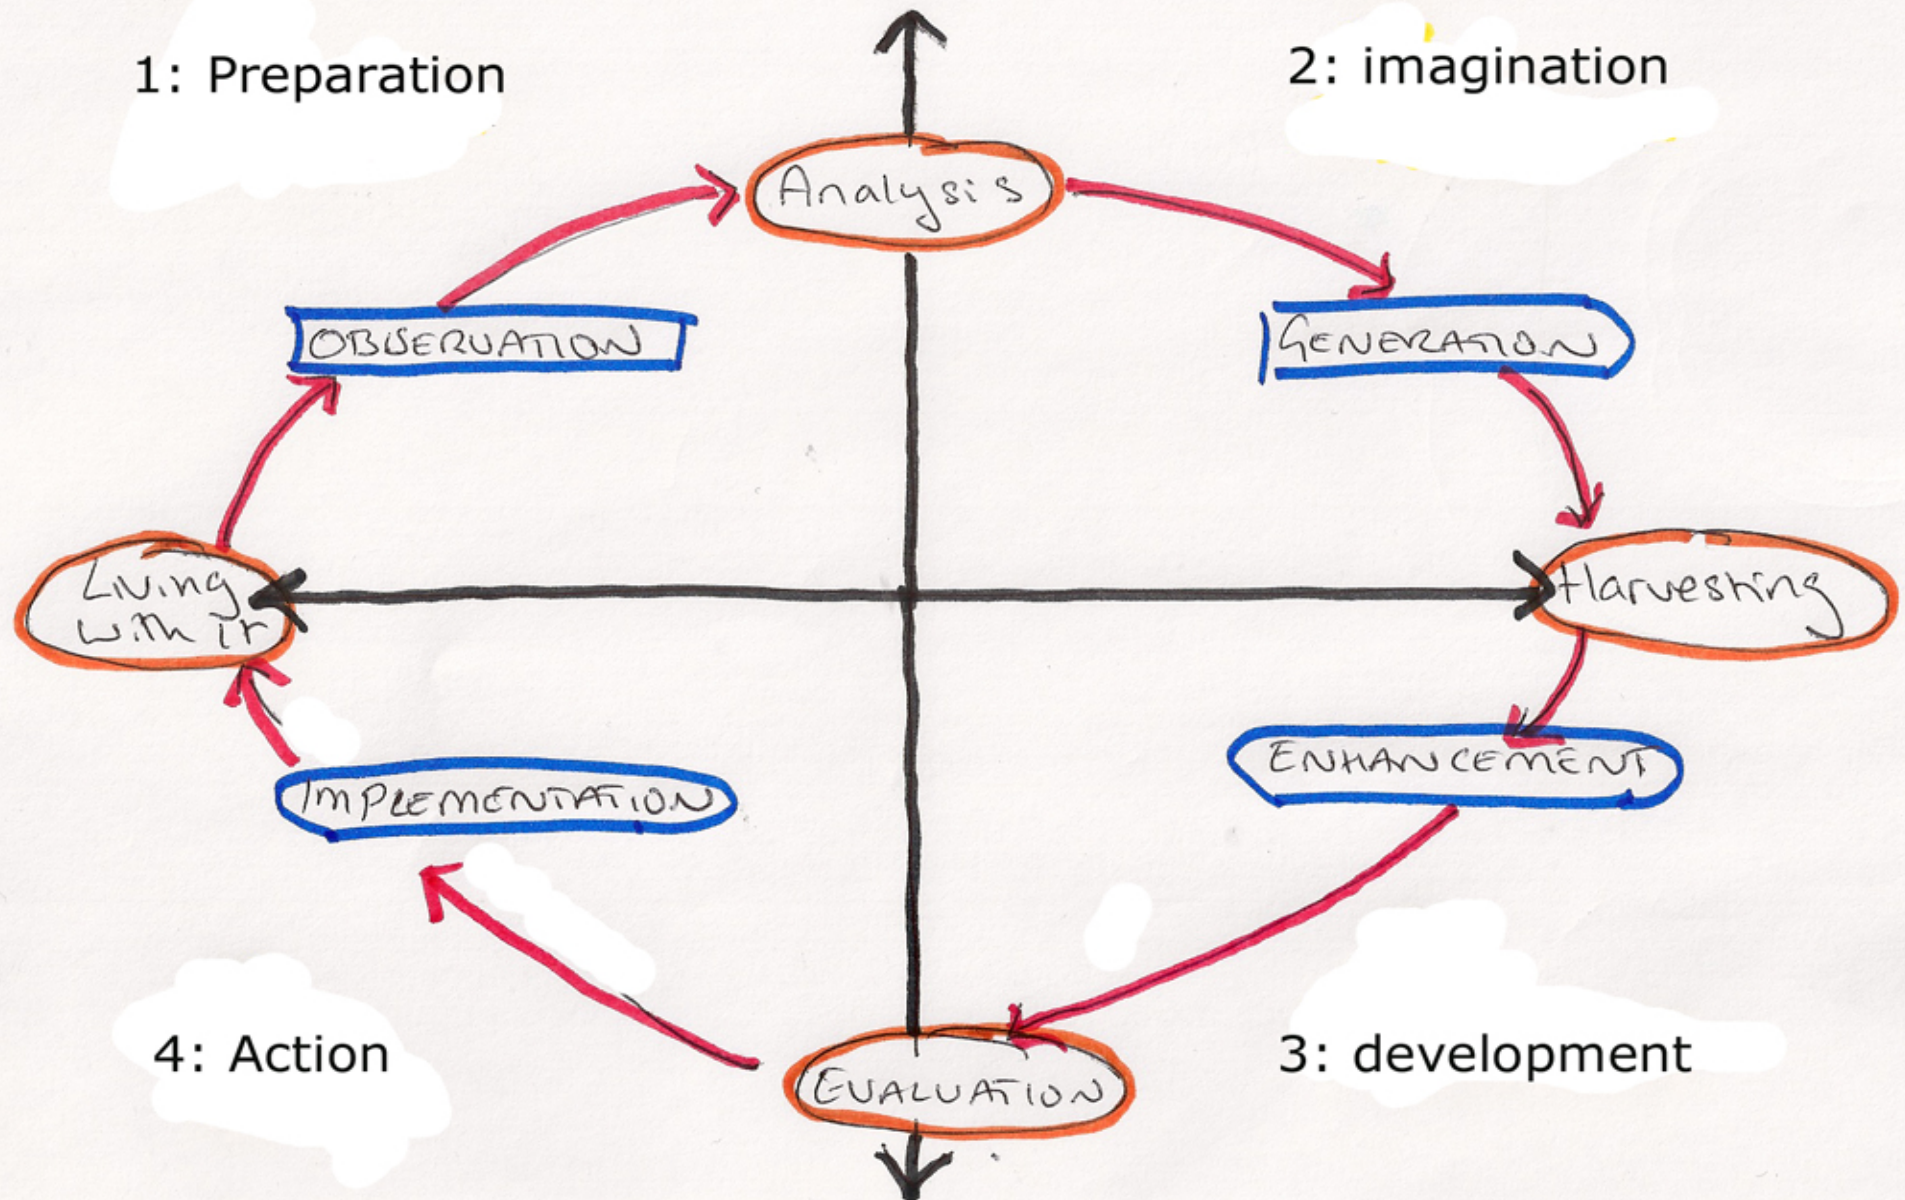 1: Preparation
2: imagination
Analysis
OBSERVATION
GENERATION
Living
with it
Harvesting
ENHANCEMENT
IMPLEMENTATION
4: Action
3: development
EVALUATION